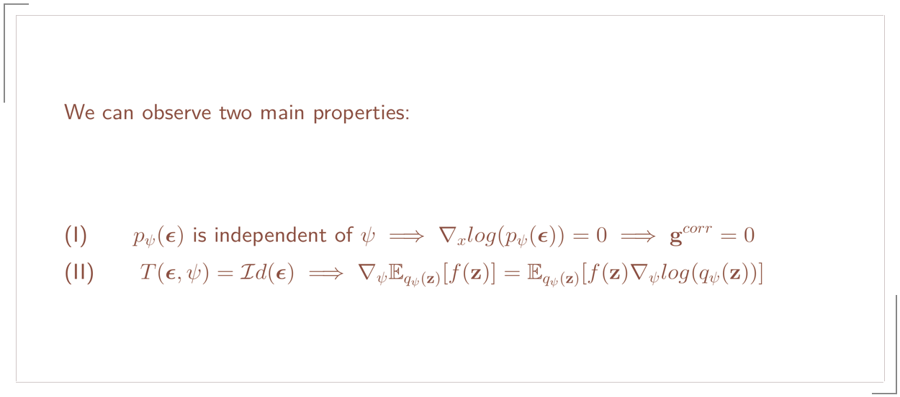 We can observe two main properties:
(I) $p_\psi(\boldsymbol{\epsilon})$ is independent of $\psi \implies \nabla_x log(p_\psi(\boldsymbol{\epsilon})) = 0 \implies \mathbf{g}^{corr} = 0$
(II) $T(\boldsymbol{\epsilon}, \psi) = \mathcal{I}d(\boldsymbol{\epsilon}) \implies \nabla_\psi \mathbb{E}_{q_\psi(\mathbf{z})}[f(\mathbf{z})] = \mathbb{E}_{q_\psi(\mathbf{z})}[f(\mathbf{z})\nabla_\psi log(q_\psi(\mathbf{z}))]$